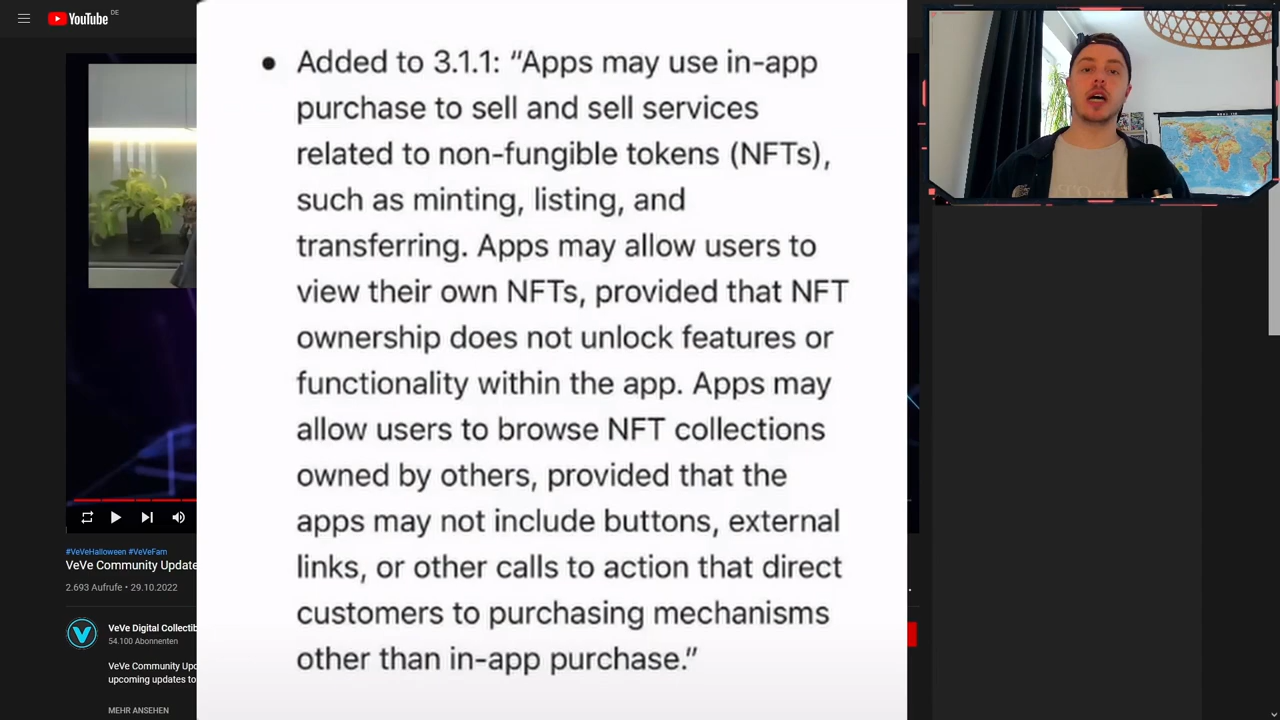 YouTube DE
• Added to 3.1.1: “Apps may use in-app
purchase to sell and sell services
related to non-fungible tokens (NFTs),
such as minting, listing, and
transferring. Apps may allow users to
view their own NFTs, provided that NFT
ownership does not unlock features or
functionality within the app. Apps may
allow users to browse NFT collections
owned by others, provided that the
apps may not include buttons, external
links, or other calls to action that direct
customers to purchasing mechanisms
other than in-app purchase.”
#VeVeHalloween #VeVeFam
VeVe Community Update
2.693 Aufrufe • 29.10.2022
VeVe Digital Collectib
54.100 Abonnenten
VeVe Community Upd
upcoming updates to
MEHR ANSEHEN